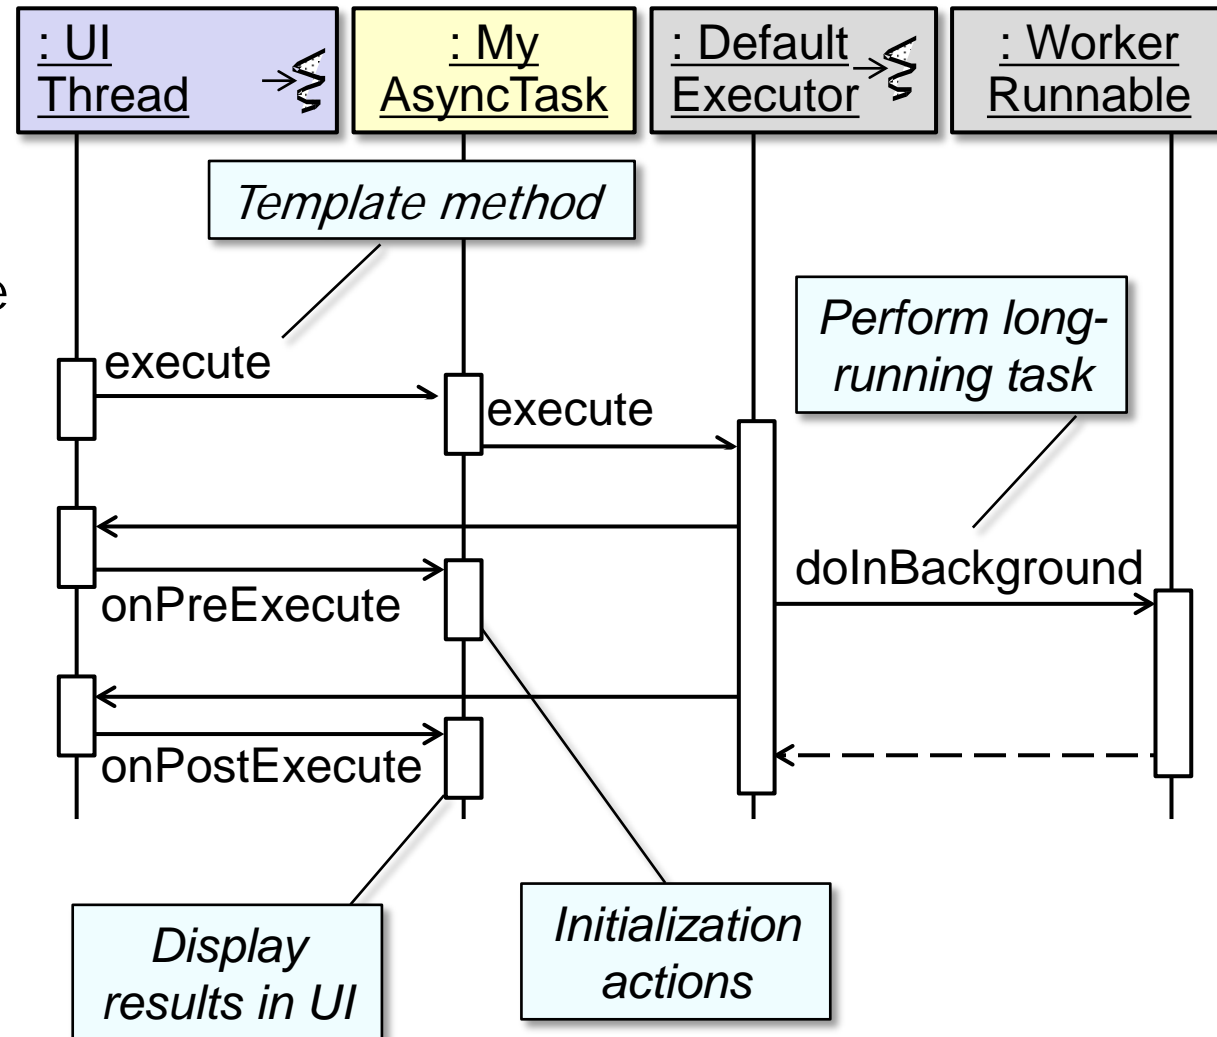 : UI
Thread
: My
AsyncTask
: Default
Executor
: Worker
Runnable
Template method
e
Perform long-
running task
execute
execute
doInBackground
onPreExecute
onPostExecute
Display
results in UI
Initialization
actions